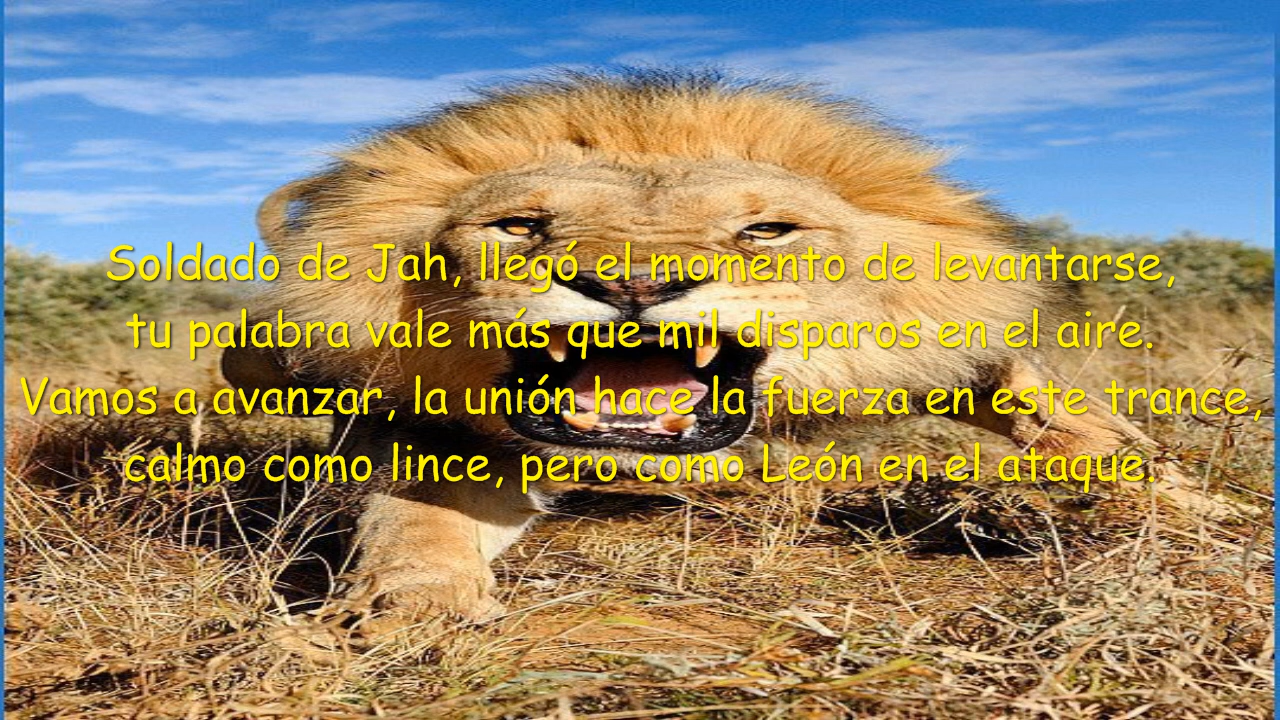 Soldado de Jah, llegó el momento de levantarse,
tu palabra vale más que mil disparos en el aire.
Vamos a avanzar, la unión hace la fuerza en este trance,
calmo como lince, pero como León en el ataque.